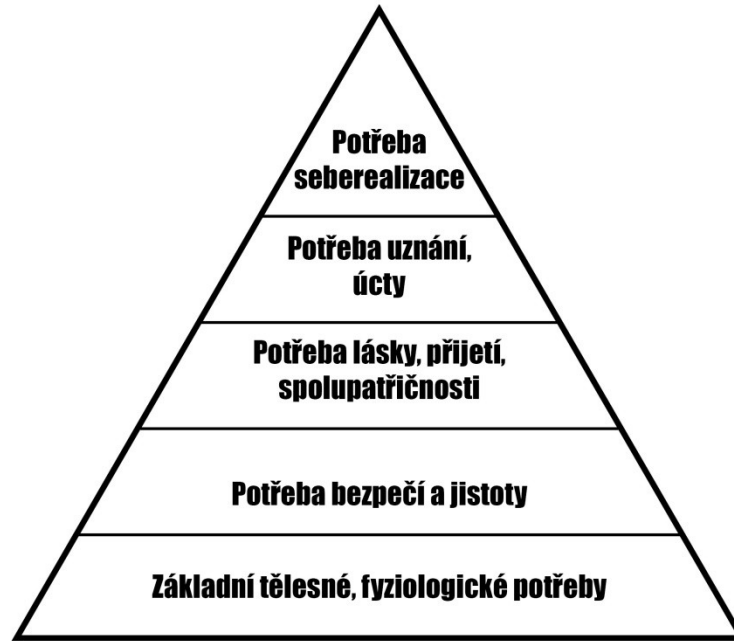 Potřeba
seberealizace
Potřeba uznání,
úcty
Potřeba lásky, přijetí,
spolupatřičnosti
Potřeba bezpečí a jistoty
Základní tělesné, fyziologické potřeby